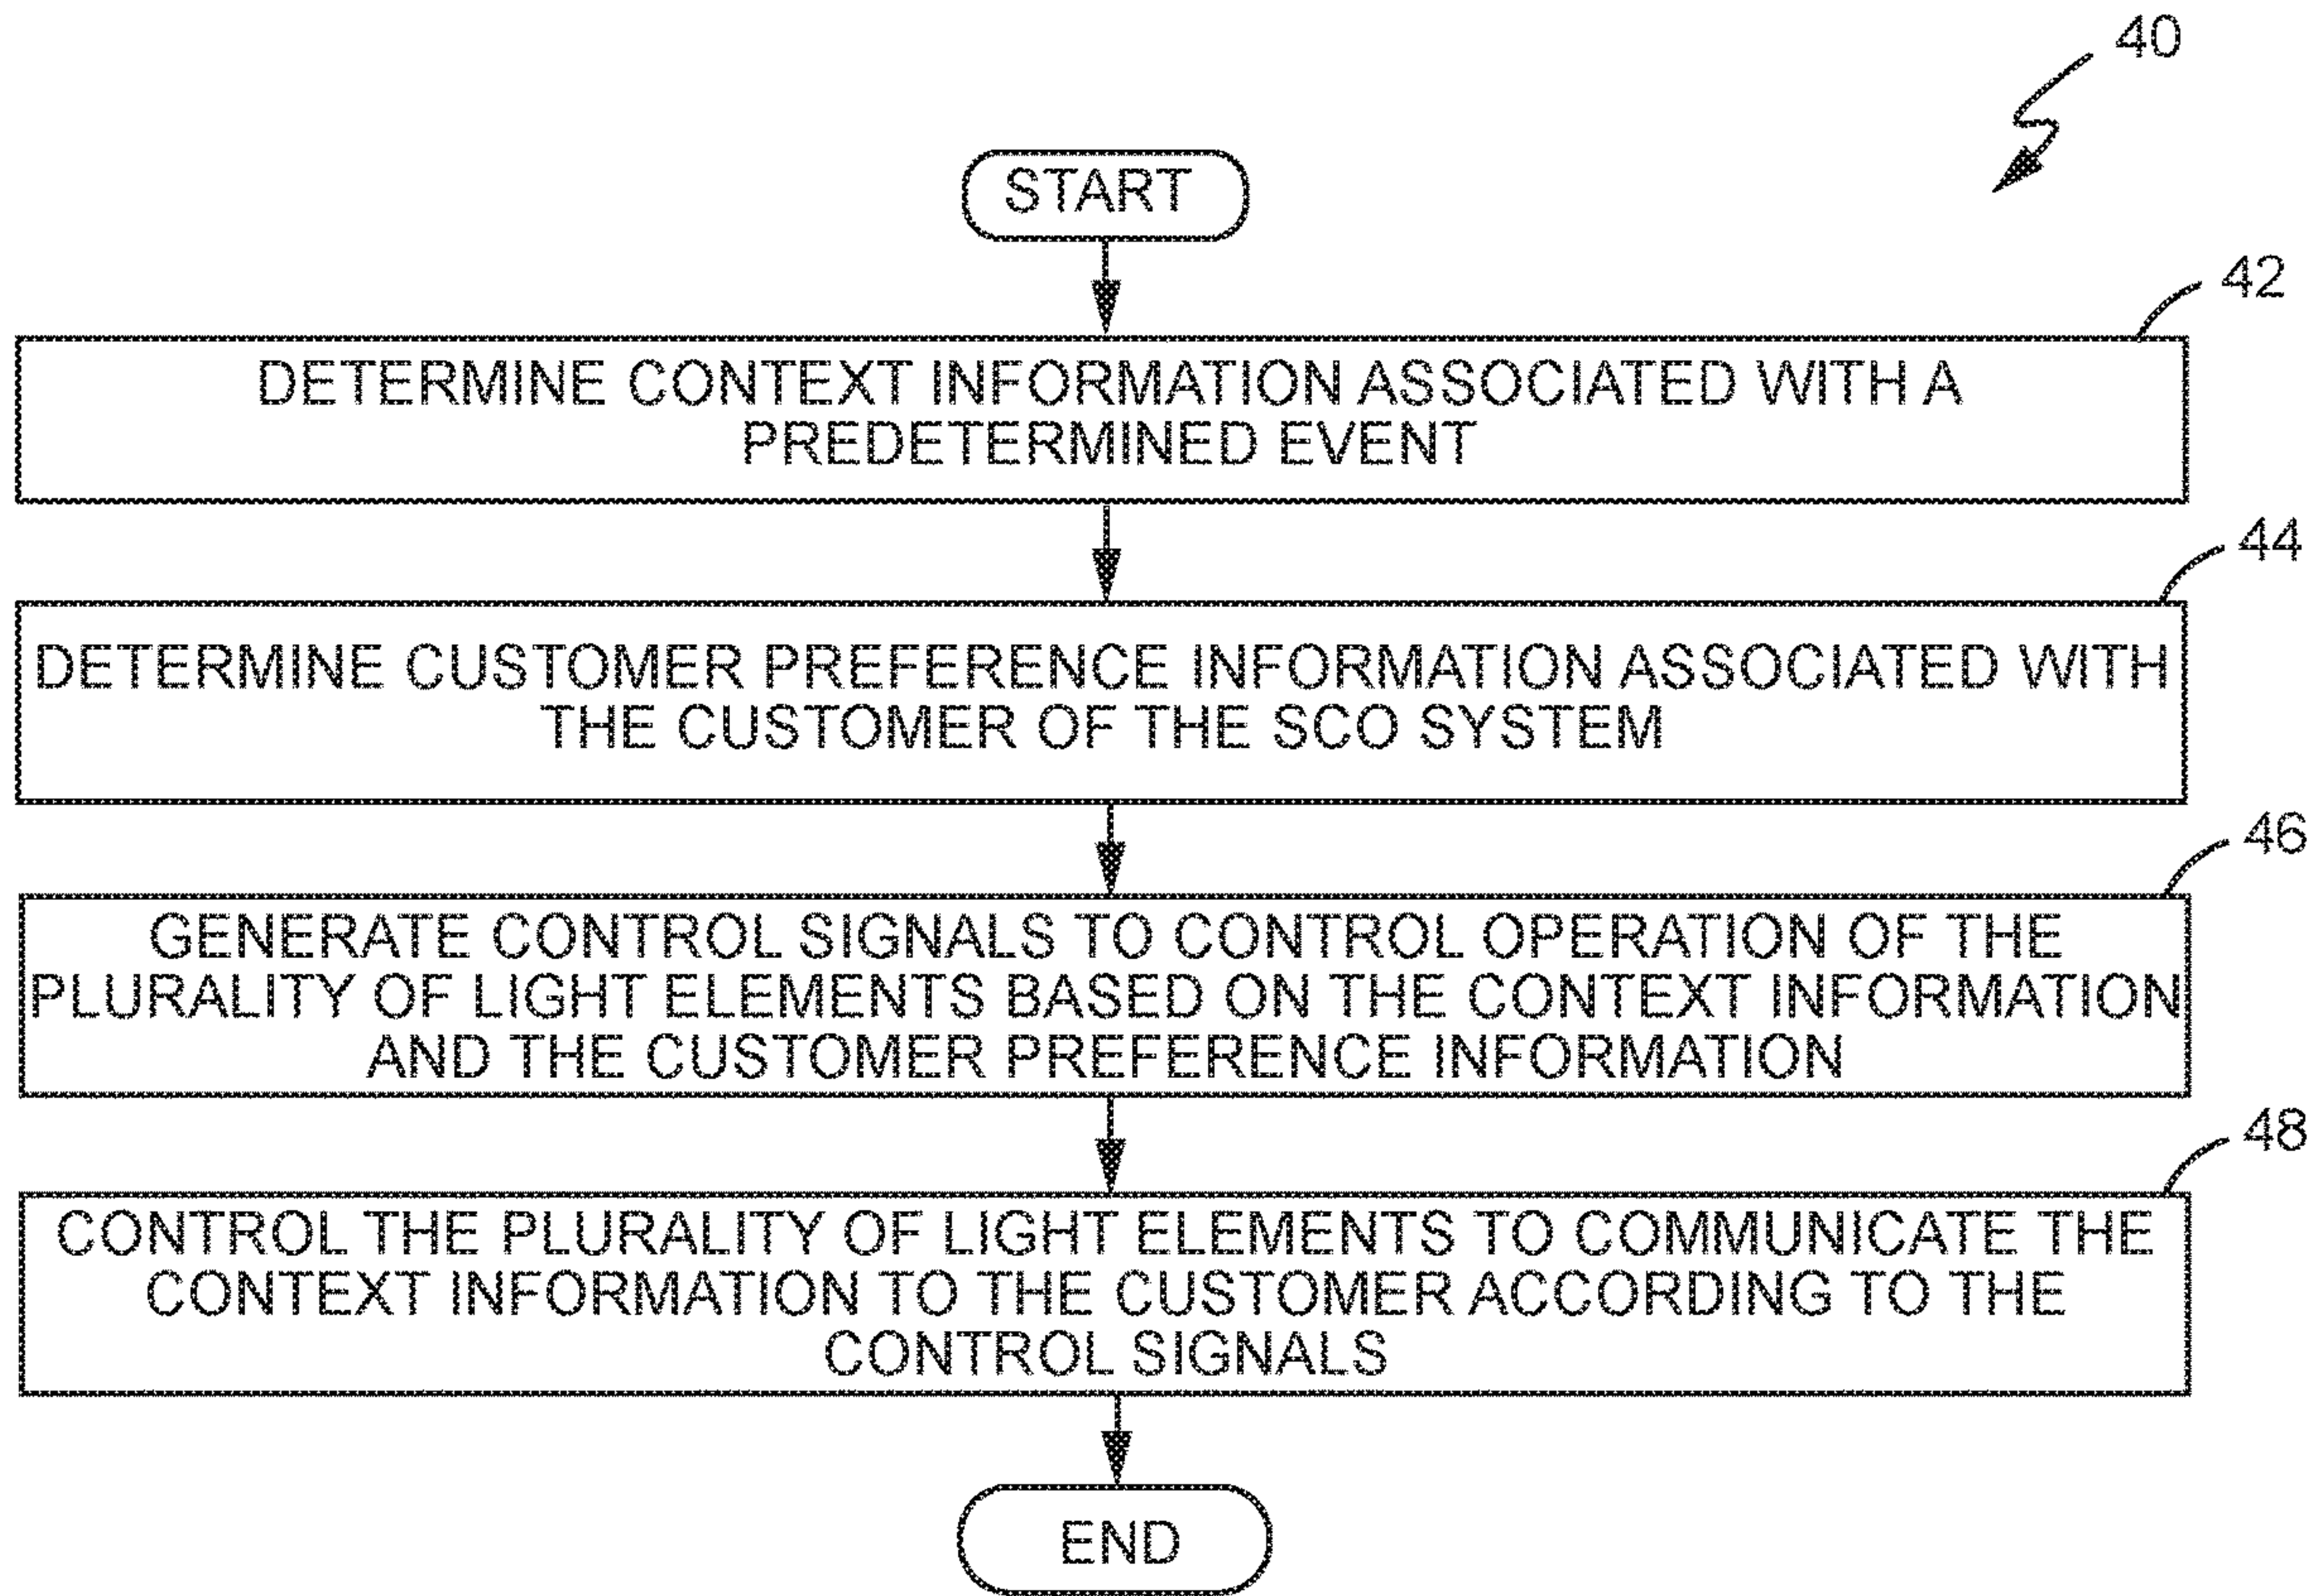 40
START
42
DETERMINE CONTEXT INFORMATION ASSOCIATED WITH A
PREDETERMINED EVENT
44
DETERMINE CUSTOMER PREFERENCE INFORMATION ASSOCIATED WITH
THE CUSTOMER OF THE SCO SYSTEM
46
GENERATE CONTROL SIGNALS TO CONTROL OPERATION OF THE
PLURALITY OF LIGHT ELEMENTS BASED ON THE CONTEXT INFORMATION
AND THE CUSTOMER PREFERENCE INFORMATION
48
CONTROL THE PLURALITY OF LIGHT ELEMENTS TO COMMUNICATE THE
CONTEXT INFORMATION TO THE CUSTOMER ACCORDING TO THE
CONTROL SIGNALS
END